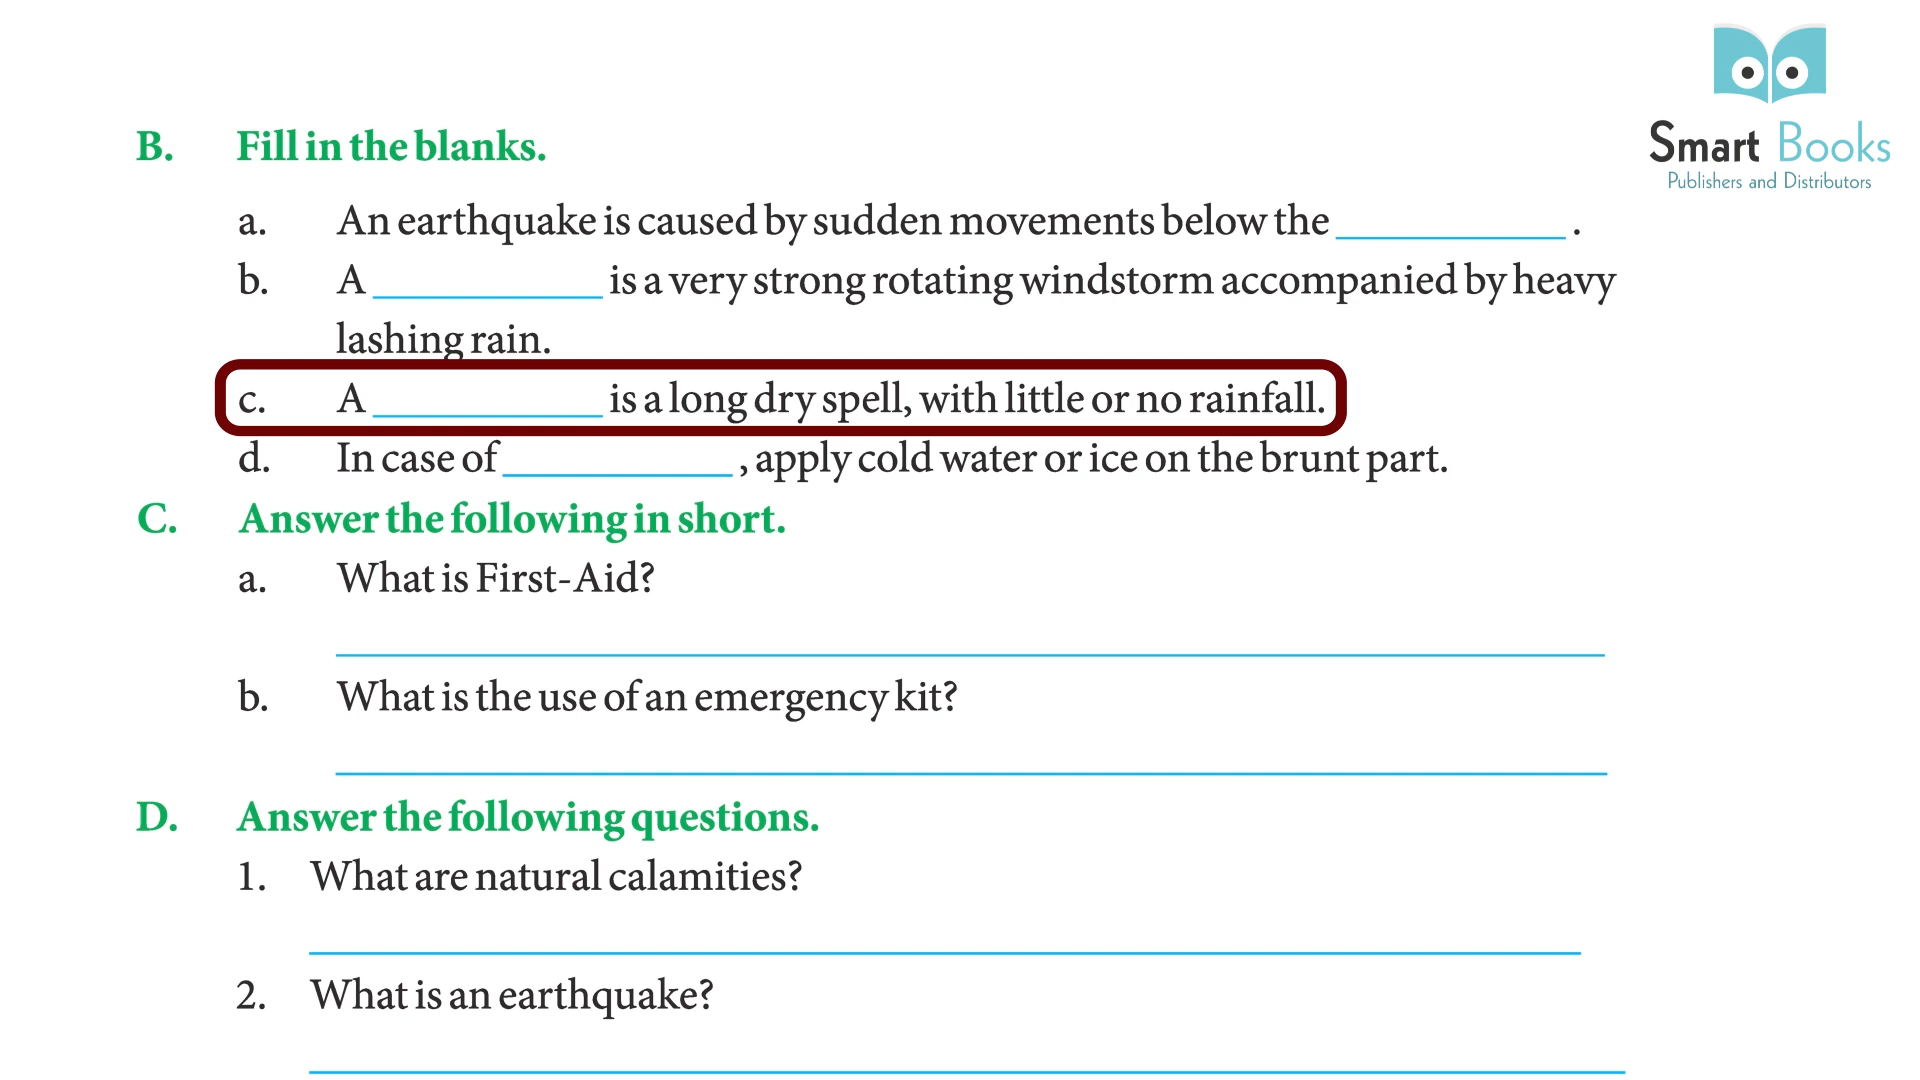 Smart Books
Publishers and Distributors
B. Fill in the blanks.
a. An earthquake is caused by sudden movements below the ____________ .
b. A ____________ is a very strong rotating windstorm accompanied by heavy
lashing rain.
c. A ____________ is a long dry spell, with little or no rainfall.
d. In case of ____________ , apply cold water or ice on the brunt part.
C. Answer the following in short.
a. What is First-Aid?
b. What is the use of an emergency kit?
D. Answer the following questions.
1. What are natural calamities?
2. What is an earthquake?